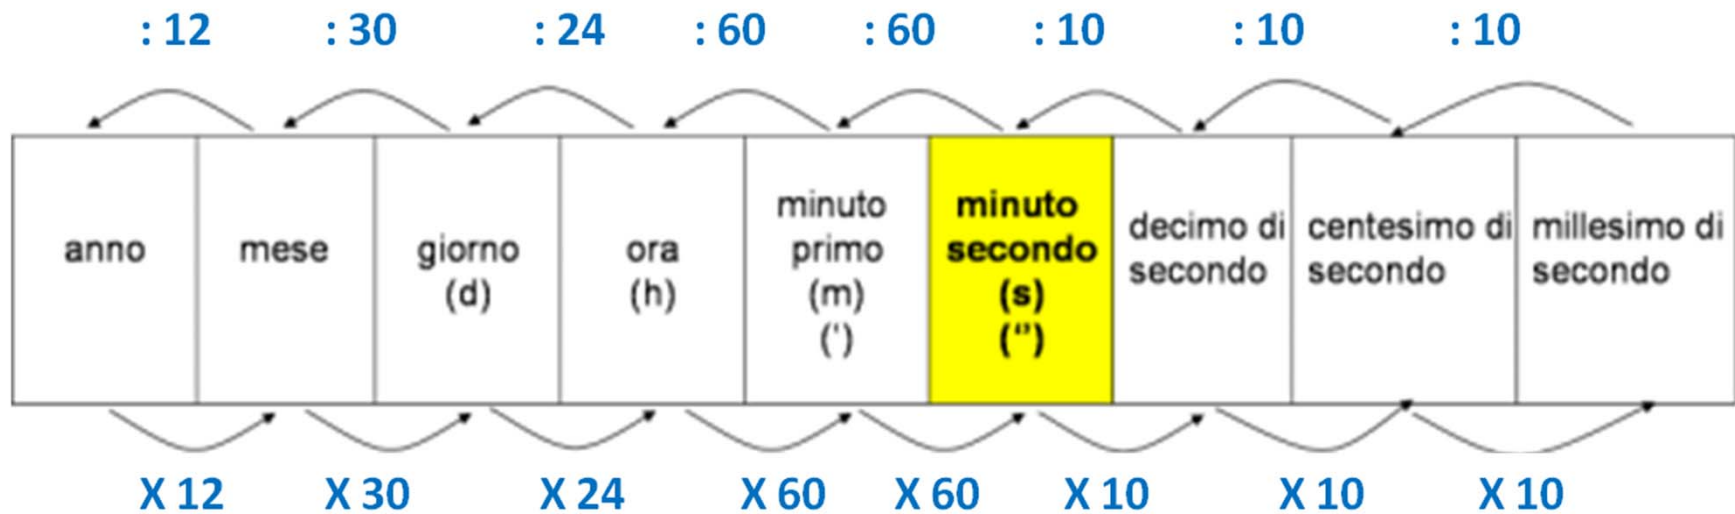 : 12 : 30 : 24 : 60 : 60 : 10 : 10 : 10
anno
mese
giorno
(d)
ora
(h)
minuto
primo
(m)
(')
minuto
secondo
(s)
('')
decimo di
secondo
centesimo di
secondo
millesimo di
secondo
X 12 X 30 X 24 X 60 X 60 X 10 X 10 X 10